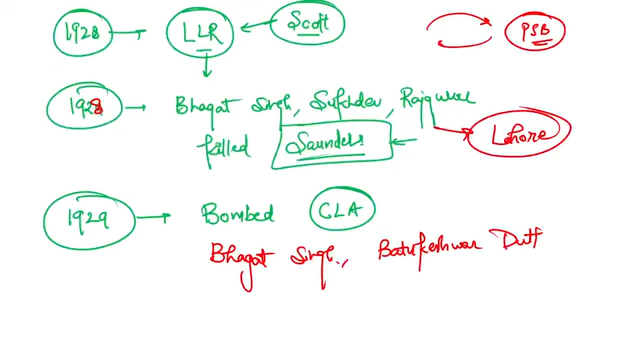 1928 → LLR ← Scott PSB
1928 → Bhagat Singh, Sukhdev, Rajguru
killed Saunders ← Lahore
1929 → Bombed CLA
Bhagat Singh, Batukeshwar Dutt